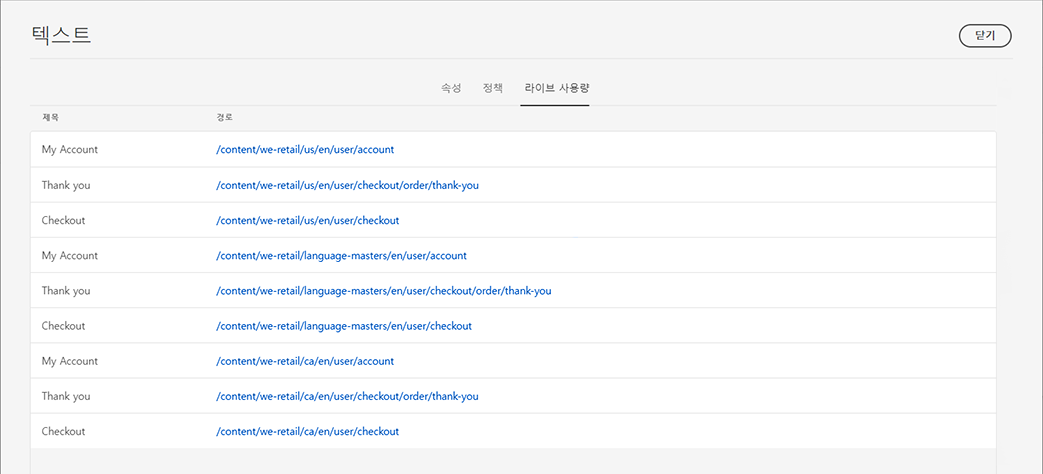 텍스트 닫기
속성 정책 라이브 사용량
제목 경로
My Account /content/we-retail/us/en/user/account
Thank you /content/we-retail/us/en/user/checkout/order/thank-you
Checkout /content/we-retail/us/en/user/checkout
My Account /content/we-retail/language-masters/en/user/account
Thank you /content/we-retail/language-masters/en/user/checkout/order/thank-you
Checkout /content/we-retail/language-masters/en/user/checkout
My Account /content/we-retail/ca/en/user/account
Thank you /content/we-retail/ca/en/user/checkout/order/thank-you
Checkout /content/we-retail/ca/en/user/checkout